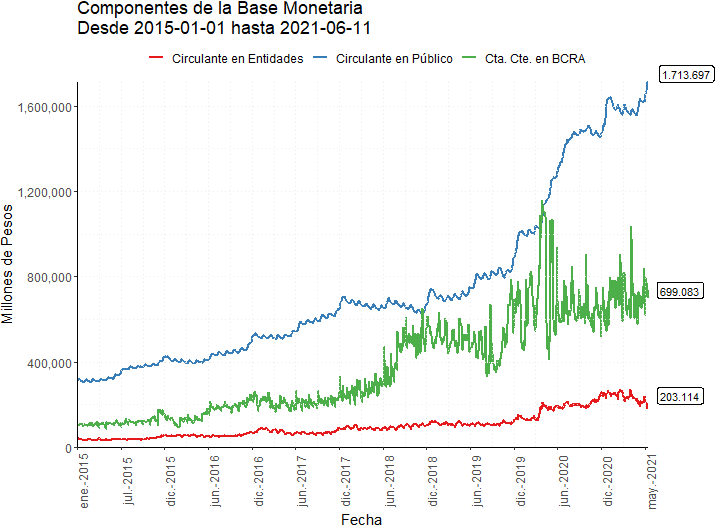 Componentes de la Base Monetaria
Desde 2015-01-01 hasta 2021-06-11
Circulante en Entidades
Circulante en Público
Cta. Cte. en BCRA
Millones de Pesos
1,600,000
1,200,000
800,000
400,000
0
1.713.697
699.083
203.114
ene.-2015
jul.-2015
dic.-2015
jun.-2016
dic.-2016
jun.-2017
dic.-2017
jun.-2018
dic.-2018
jun.-2019
dic.-2019
jun.-2020
dic.-2020
may.-2021
Fecha